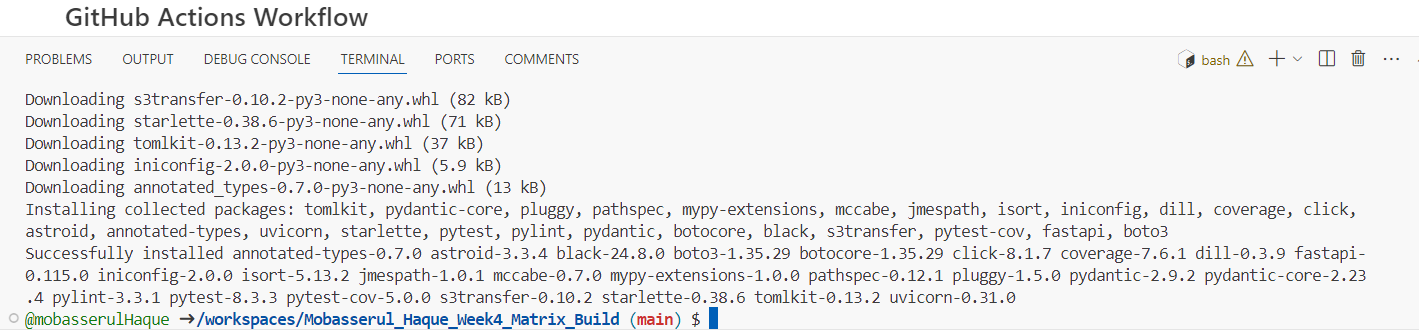 GitHub Actions Workflow
PROBLEMS OUTPUT DEBUG CONSOLE TERMINAL PORTS COMMENTS bash
Downloading s3transfer-0.10.2-py3-none-any.whl (82 kB)
Downloading starlette-0.38.6-py3-none-any.whl (71 kB)
Downloading tomlkit-0.13.2-py3-none-any.whl (37 kB)
Downloading iniconfig-2.0.0-py3-none-any.whl (5.9 kB)
Downloading annotated_types-0.7.0-py3-none-any.whl (13 kB)
Installing collected packages: tomlkit, pydantic-core, pluggy, pathspec, mypy-extensions, mccabe, jmespath, isort, iniconfig, dill, coverage, click,
astroid, annotated-types, uvicorn, starlette, pytest, pylint, pydantic, botocore, black, s3transfer, pytest-cov, fastapi, boto3
Successfully installed annotated-types-0.7.0 astroid-3.3.4 black-24.8.0 boto3-1.35.29 botocore-1.35.29 click-8.1.7 coverage-7.6.1 dill-0.3.9 fastapi-
0.115.0 iniconfig-2.0.0 isort-5.13.2 jmespath-1.0.1 mccabe-0.7.0 mypy-extensions-1.0.0 pathspec-0.12.1 pluggy-1.5.0 pydantic-2.9.2 pydantic-core-2.23
.4 pylint-3.3.1 pytest-8.3.3 pytest-cov-5.0.0 s3transfer-0.10.2 starlette-0.38.6 tomlkit-0.13.2 uvicorn-0.31.0
@mobasserulHaque ➜/workspaces/Mobasserul_Haque_Week4_Matrix_Build (main) $